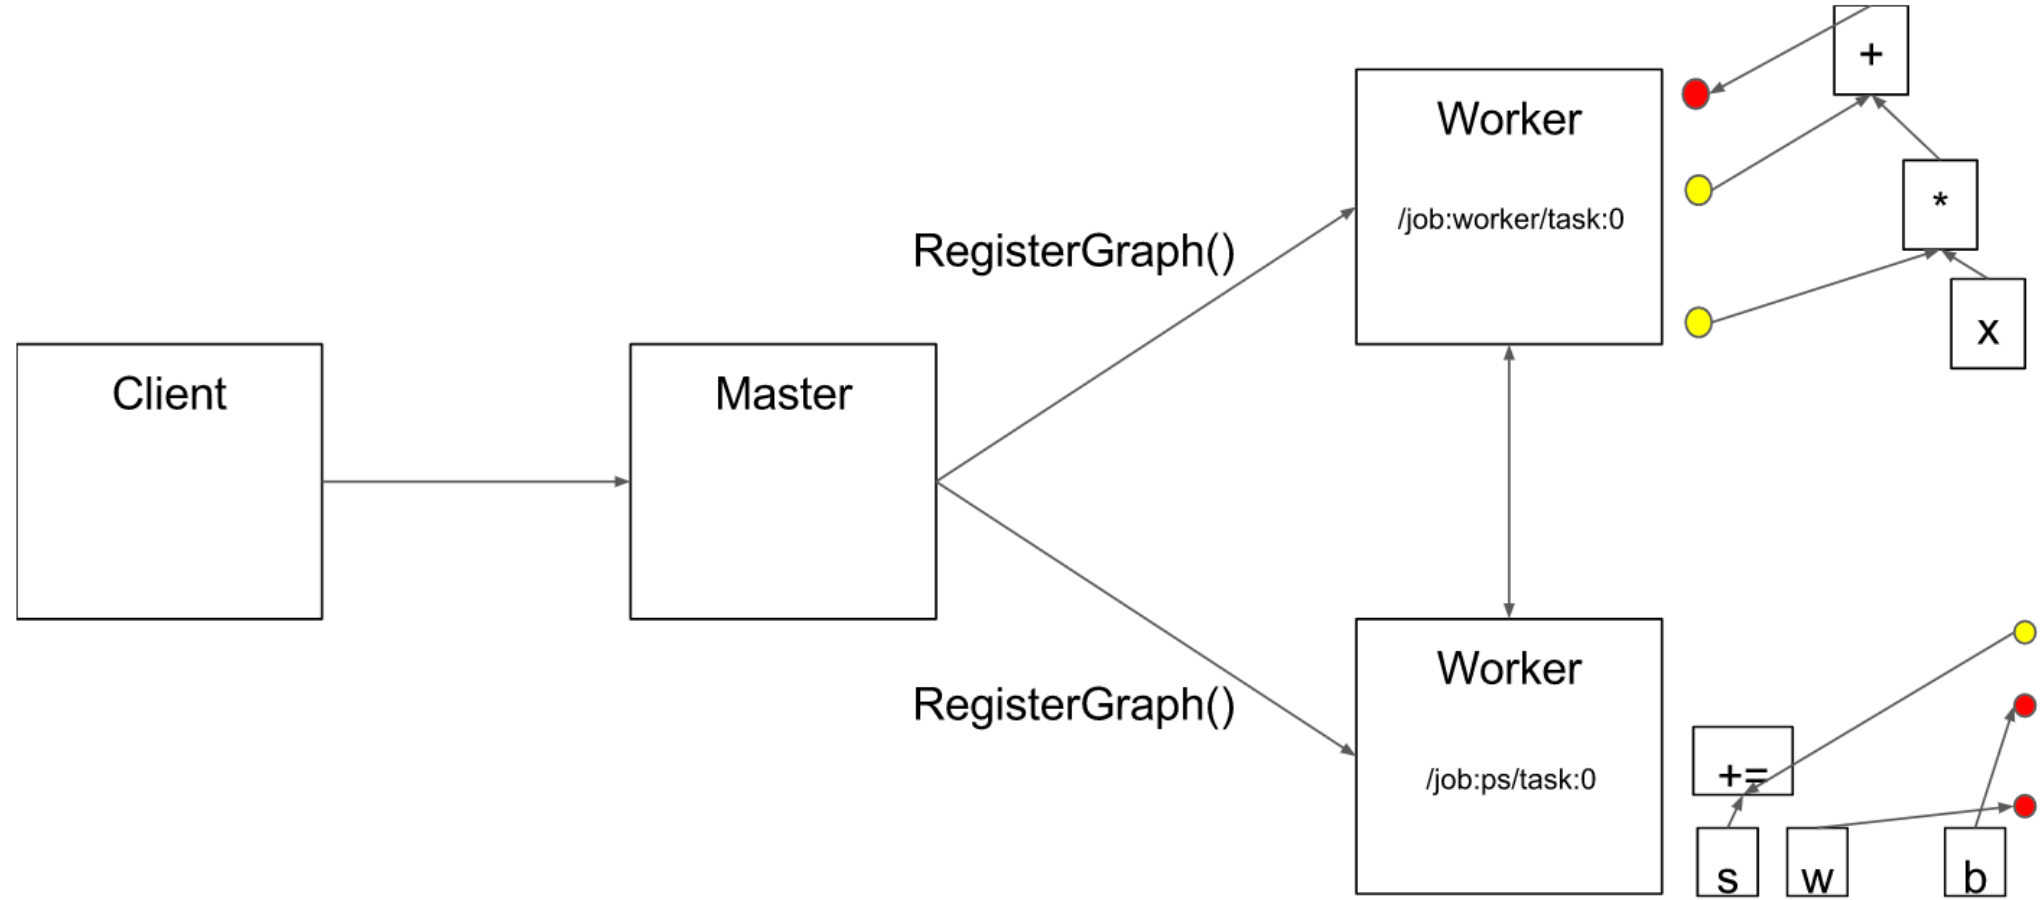 Client
Master
RegisterGraph()
RegisterGraph()
Worker
/job:worker/task:0
+
*
x
Worker
/job:ps/task:0
+=
s
w
b